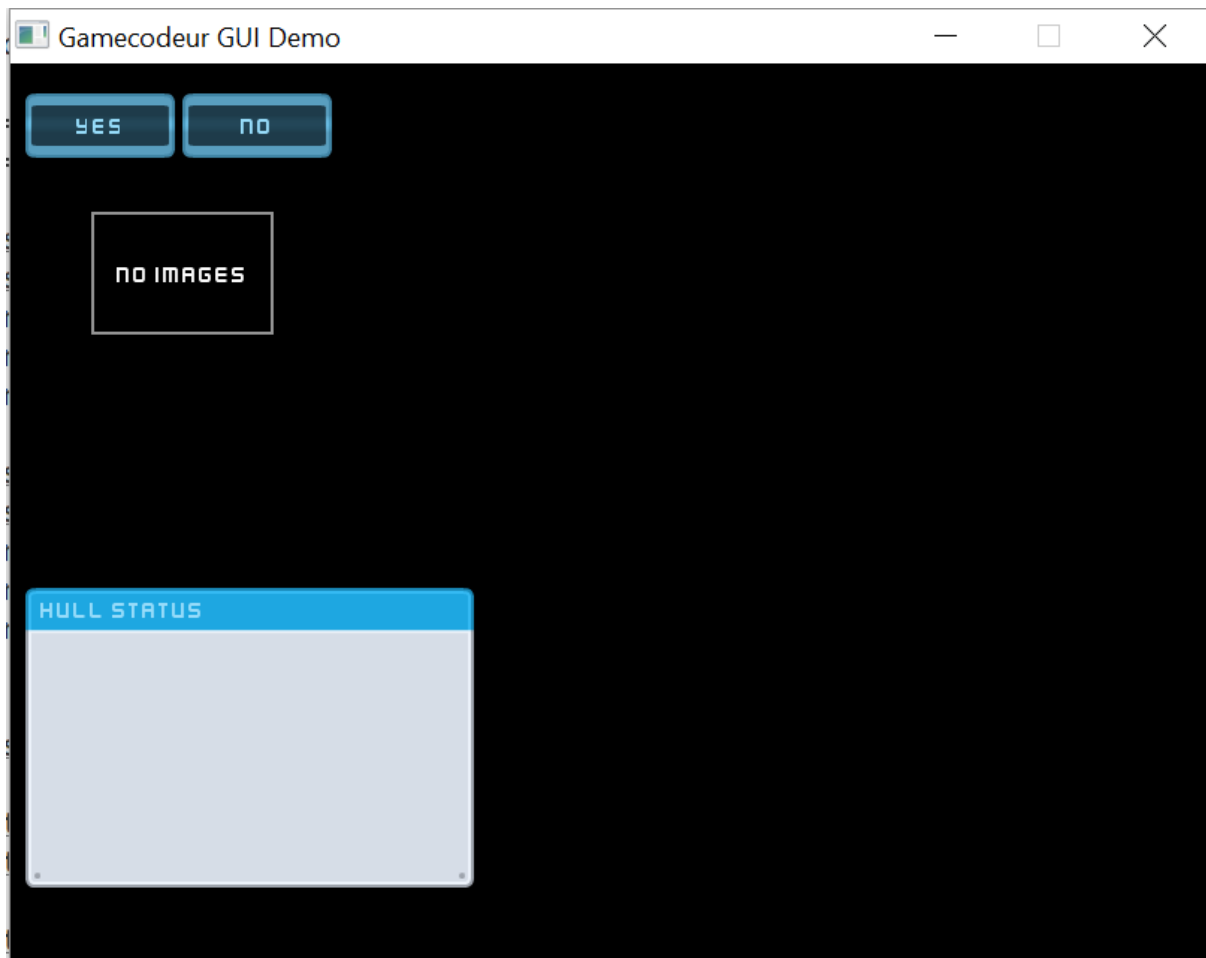 Gamecodeur GUI Demo
YES NO
NO IMAGES
HULL STATUS